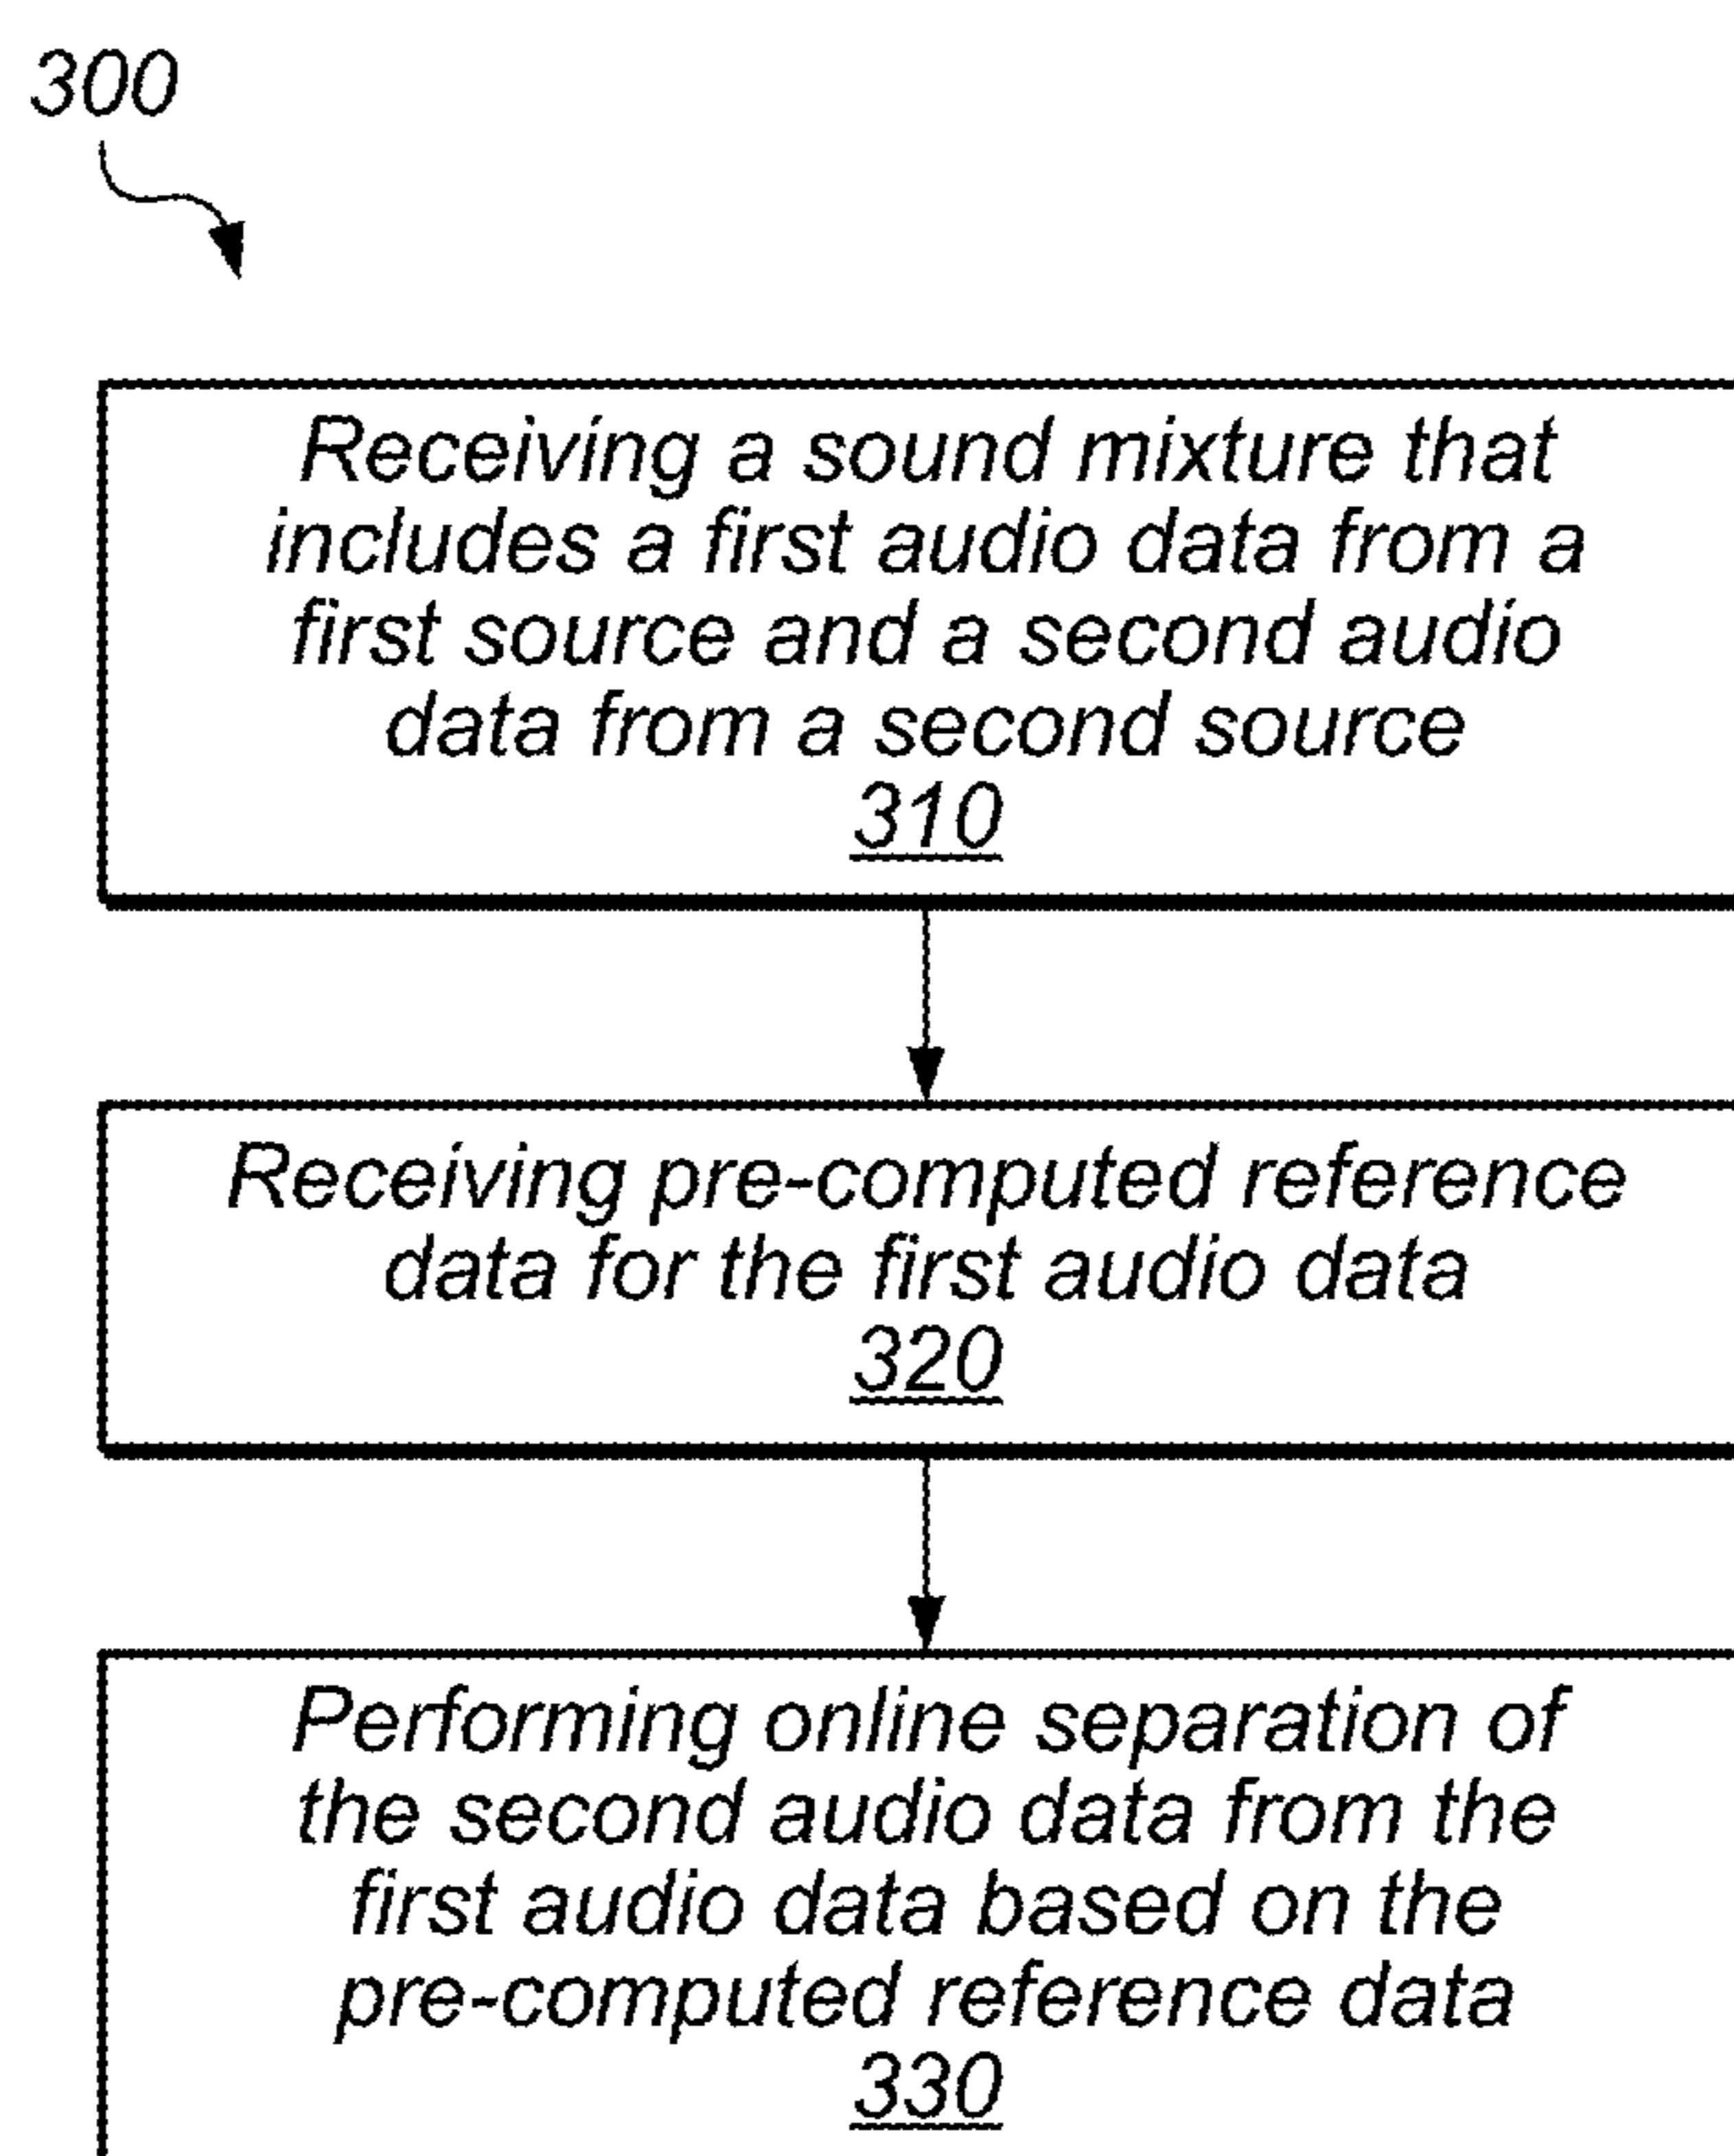 300
Receiving a sound mixture that
includes a first audio data from a
first source and a second audio
data from a second source
310
Receiving pre-computed reference
data for the first audio data
320
Performing online separation of
the second audio data from the
first audio data based on the
pre-computed reference data
330